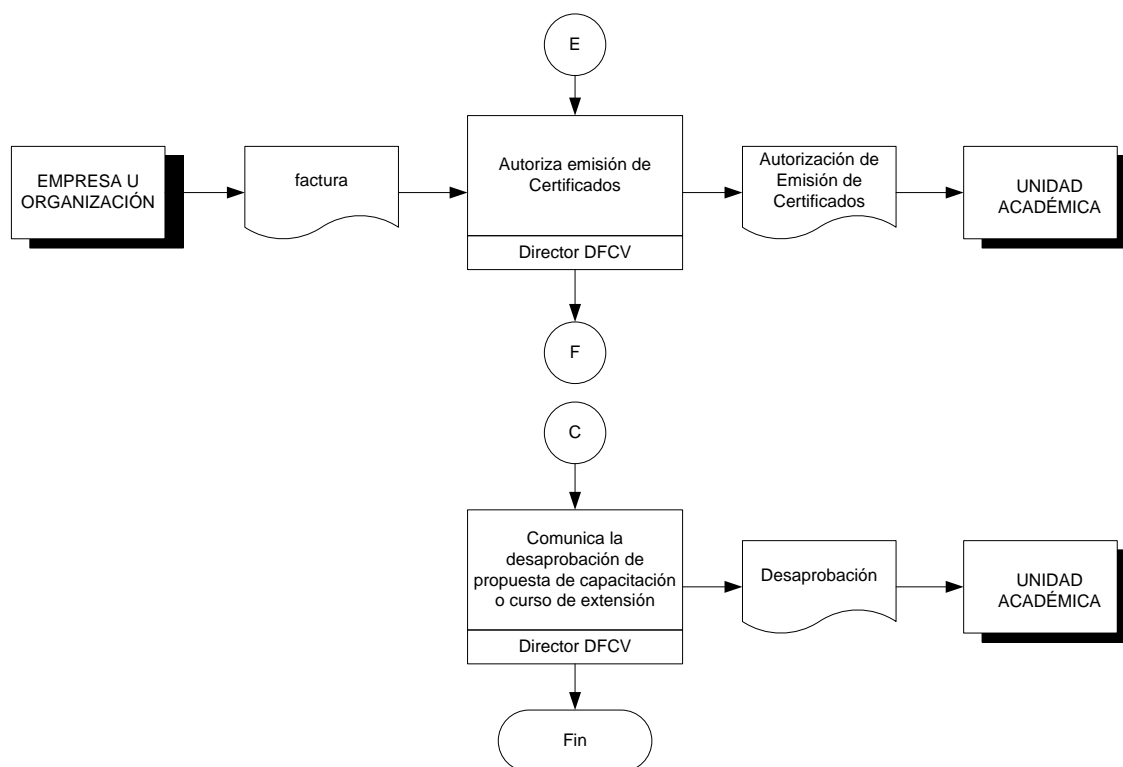 E
EMPRESA U
ORGANIZACIÓN
factura
Autoriza emisión de
Certificados
Director DFCV
Autorización de
Emisión de
Certificados
UNIDAD
ACADÉMICA
F
C
Comunica la
desaprobación de
propuesta de capacitación
o curso de extensión
Director DFCV
Desaprobación
UNIDAD
ACADÉMICA
Fin